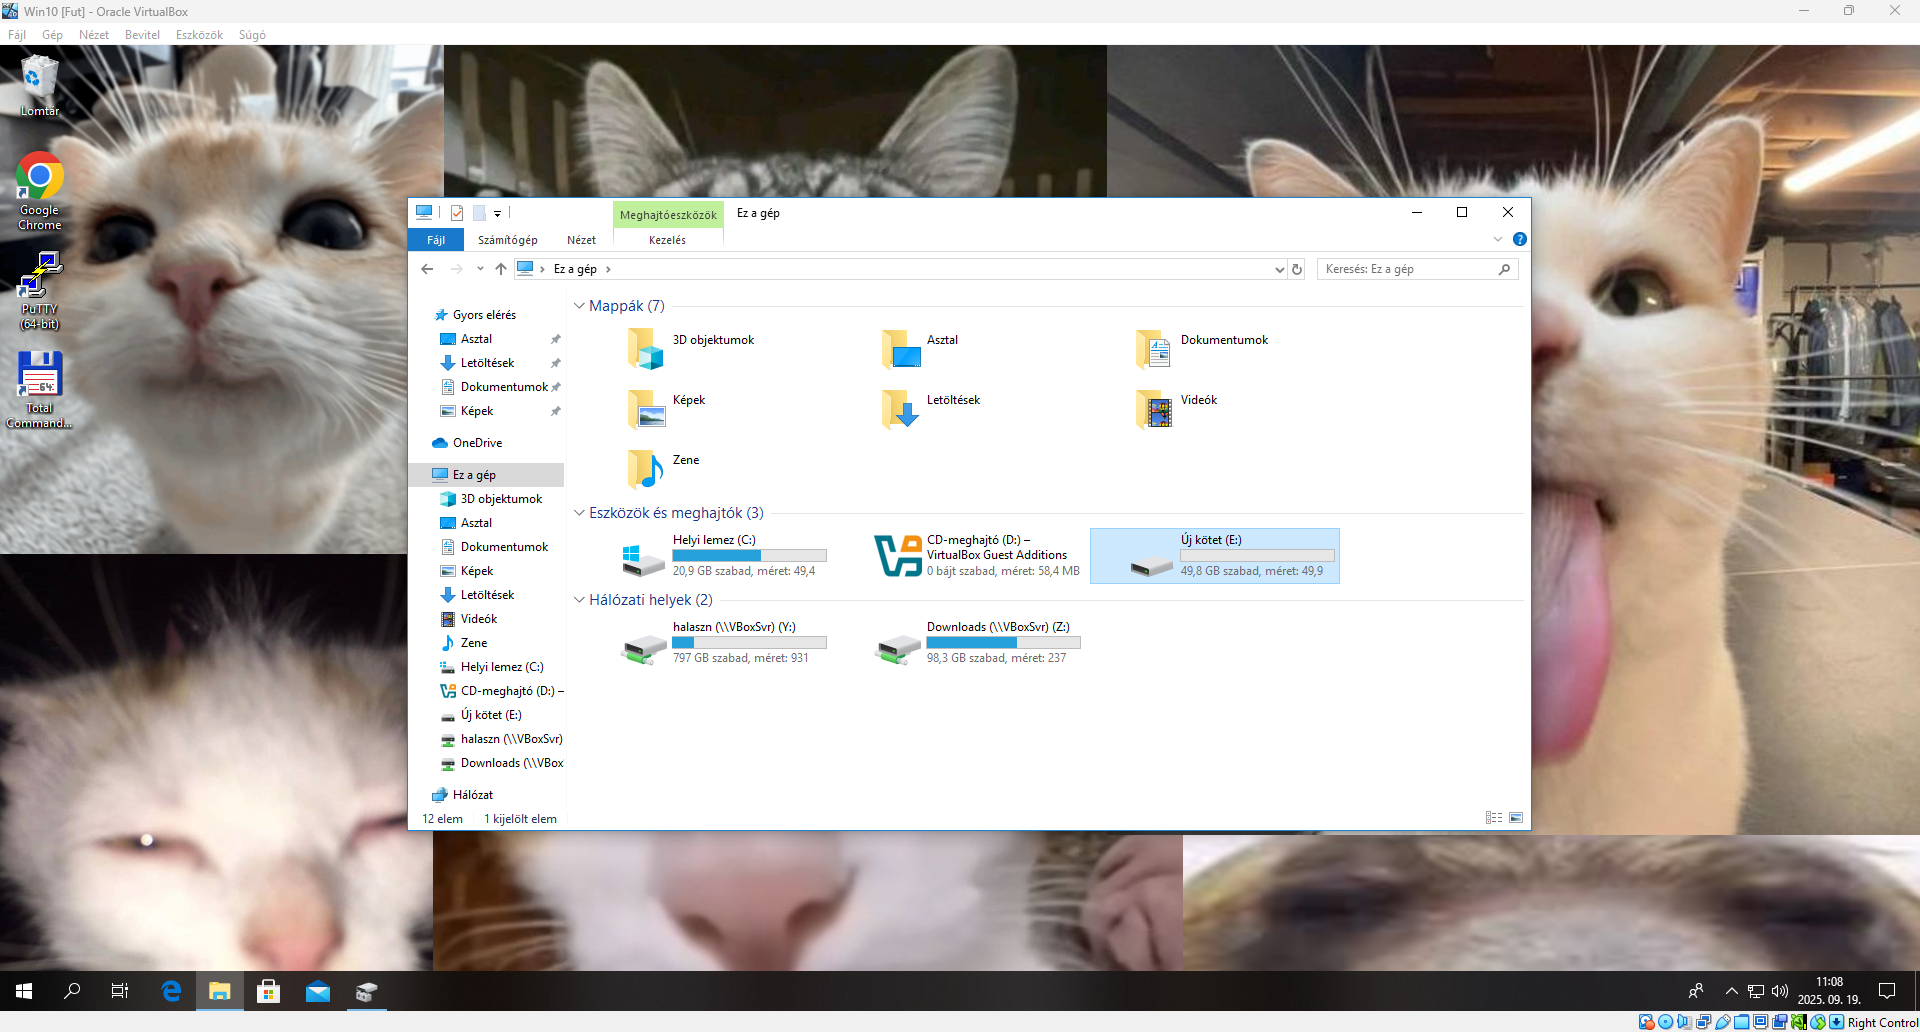 Win10 [Fut] - Oracle VirtualBox
Fájl Gép Nézet Bevitel Eszközök Súgó
Lomtár
Google
Chrome
PuTTY
(64-bit)
64
Total
Command...
Meghajtóeszközök Ez a gép
Fájl Számítógép Nézet Kezelés
Ez a gép
Keresés: Ez a gép
Gyors elérés
Asztal
Letöltések
Dokumentumok
Képek
OneDrive
Ez a gép
3D objektumok
Asztal
Dokumentumok
Képek
Letöltések
Videók
Zene
Helyi lemez (C:)
CD-meghajtó (D:) –
Új kötet (E:)
halaszn (\\VBoxSvr)
Downloads (\\VBox
Hálózat
Mappák (7)
3D objektumok
Asztal
Dokumentumok
Képek
Letöltések
Videók
Zene
Eszközök és meghajtók (3)
Helyi lemez (C:)
20,9 GB szabad, méret: 49,4
CD-meghajtó (D:) –
VirtualBox Guest Additions
0 bájt szabad, méret: 58,4 MB
Új kötet (E:)
49,8 GB szabad, méret: 49,9
Hálózati helyek (2)
halaszn (\\VBoxSvr) (Y:)
797 GB szabad, méret: 931
Downloads (\\VBoxSvr) (Z:)
98,3 GB szabad, méret: 237
12 elem 1 kijelölt elem
11:08
2025. 09. 19.
Right Control